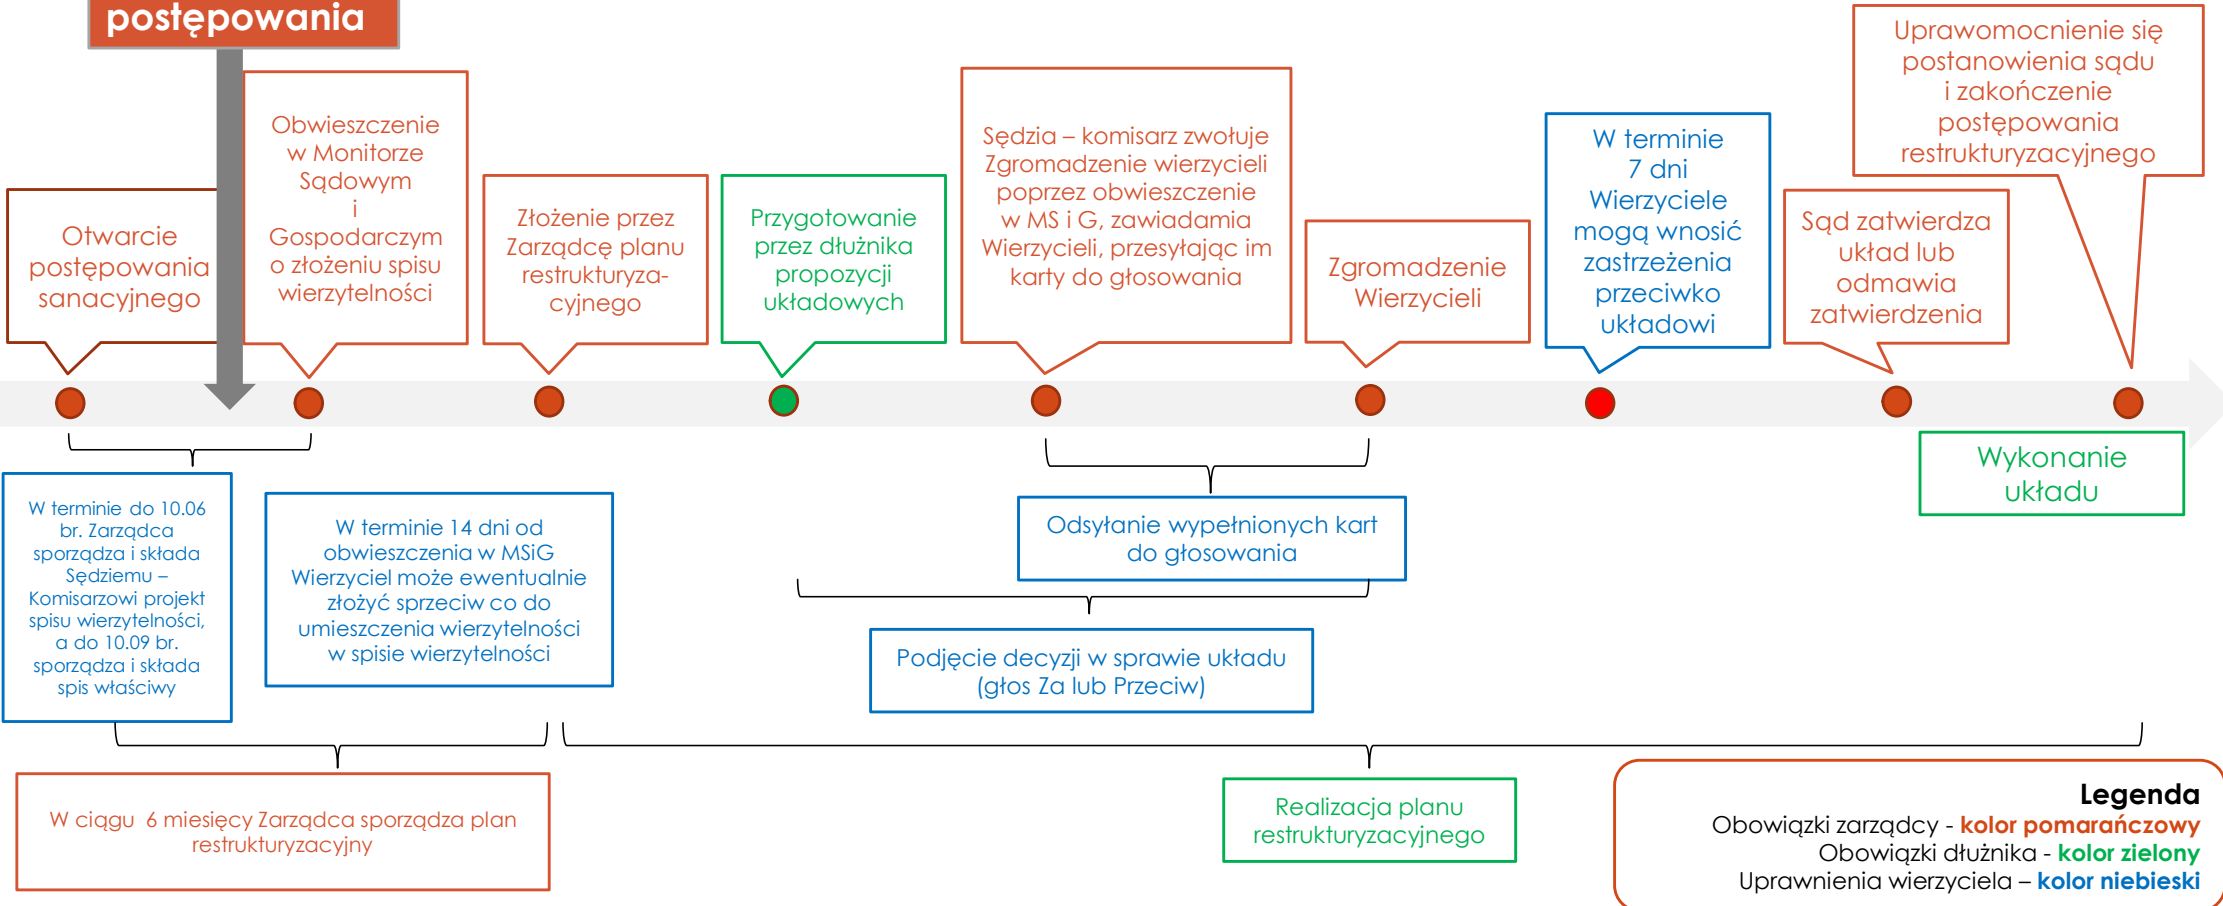 postępowania
Otwarcie
postępowania
sanacyjnego
Obwieszczenie
w Monitorze
Sądowym
i
Gospodarczym
o złożeniu spisu
wierzytelności
Złożenie przez
Zarządcę planu
restrukturyza-
cyjnego
Przygotowanie
przez dłużnika
propozycji
układowych
Sędzia – komisarz zwołuje
Zgromadzenie wierzycieli
poprzez obwieszczenie
w MS i G, zawiadamia
Wierzycieli, przesyłając im
karty do głosowania
Zgromadzenie
Wierzycieli
W terminie
7 dni
Wierzyciele
mogą wnosić
zastrzeżenia
przeciwko
układowi
Sąd zatwierdza
układ lub
odmawia
zatwierdzenia
Uprawomocnienie się
postanowienia sądu
i zakończenie
postępowania
restrukturyzacyjnego
Wykonanie
układu
W terminie do 10.06
br. Zarządca
sporządza i składa
Sędziemu –
Komisarzowi projekt
spisu wierzytelności,
a do 10.09 br.
sporządza i składa
spis właściwy
W terminie 14 dni od
obwieszczenia w MSiG
Wierzyciel może ewentualnie
złożyć sprzeciw co do
umieszczenia wierzytelności
w spisie wierzytelności
Odsyłanie wypełnionych kart
do głosowania
Podjęcie decyzji w sprawie układu
(głos Za lub Przeciw)
W ciągu 6 miesięcy Zarządca sporządza plan
restrukturyzacyjny
Realizacja planu
restrukturyzacyjnego
Legenda
Obowiązki zarządcy - kolor pomarańczowy
Obowiązki dłużnika - kolor zielony
Uprawnienia wierzyciela – kolor niebieski